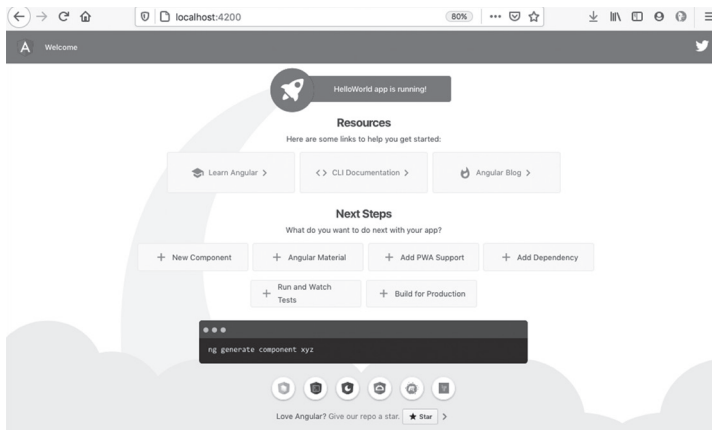 localhost:4200
80%
A Welcome
HelloWorld app is running!
Resources
Here are some links to help you get started:
Learn Angular >
<> CLI Documentation >
Angular Blog >
Next Steps
What do you want to do next with your app?
+ New Component
+ Angular Material
+ Add PWA Support
+ Add Dependency
+ Run and Watch
Tests
+ Build for Production
ng generate component xyz
Love Angular? Give our repo a star. ★ Star >